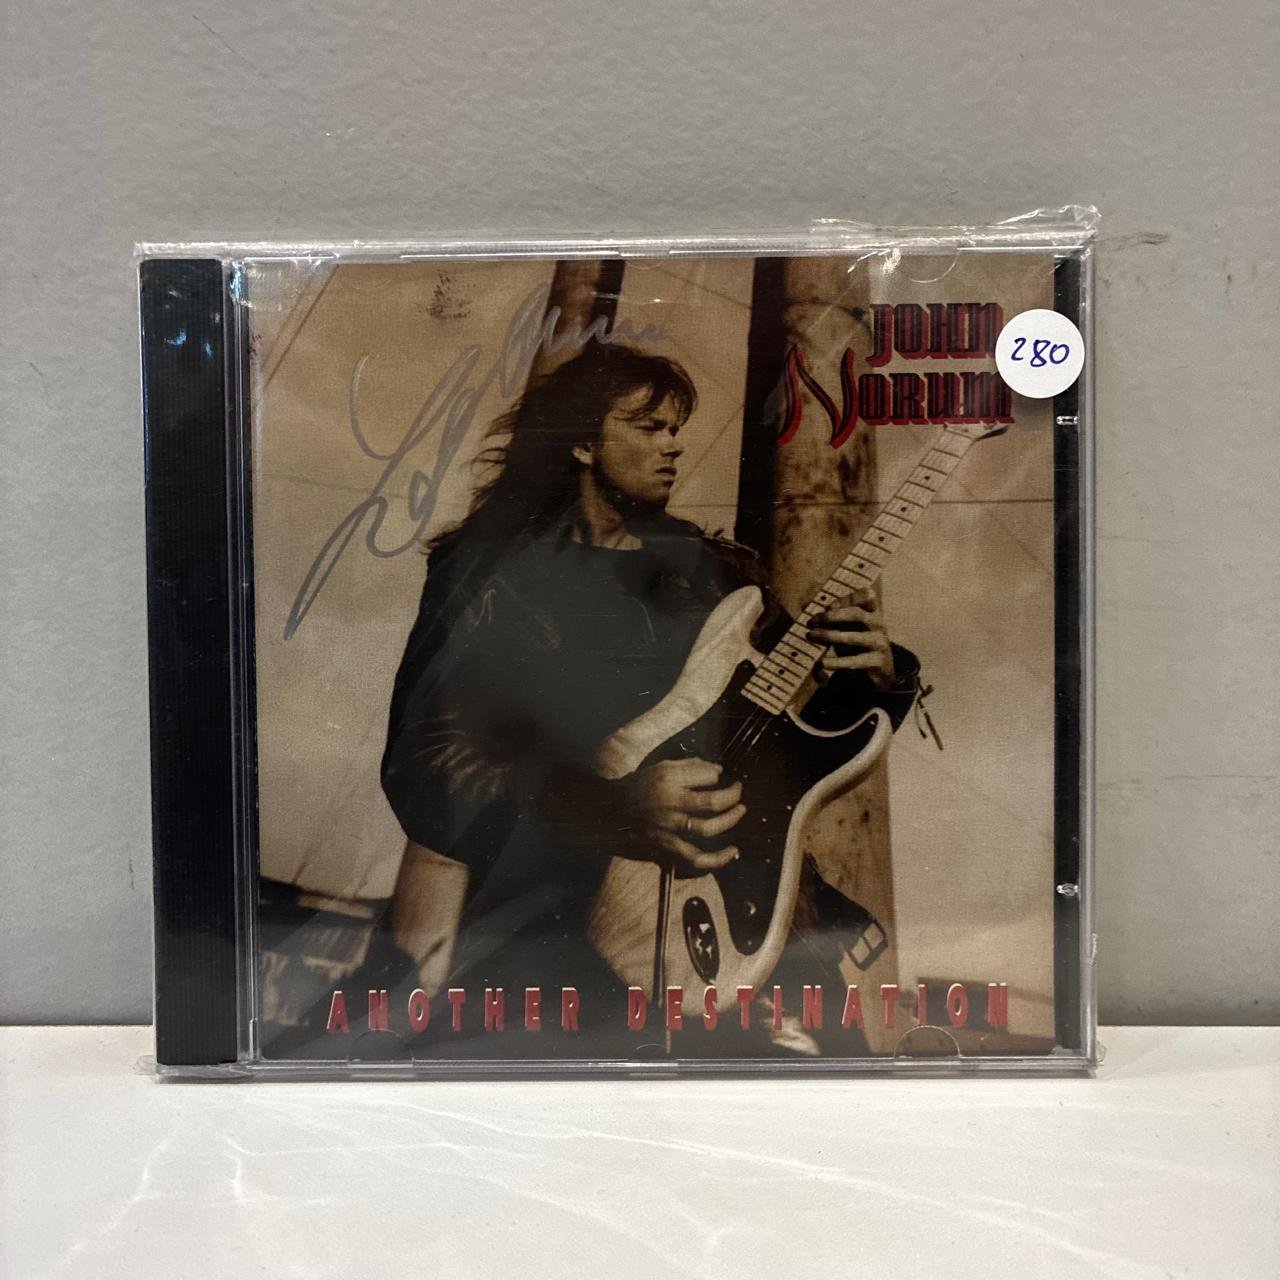 JOHN
NORUM
280
ANOTHER DESTINATION